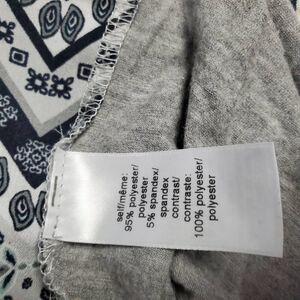 self/même:
95% polyester/
polyester
5% spandex/
spandex
contrast/
contraste:
100% polyester/
polyester